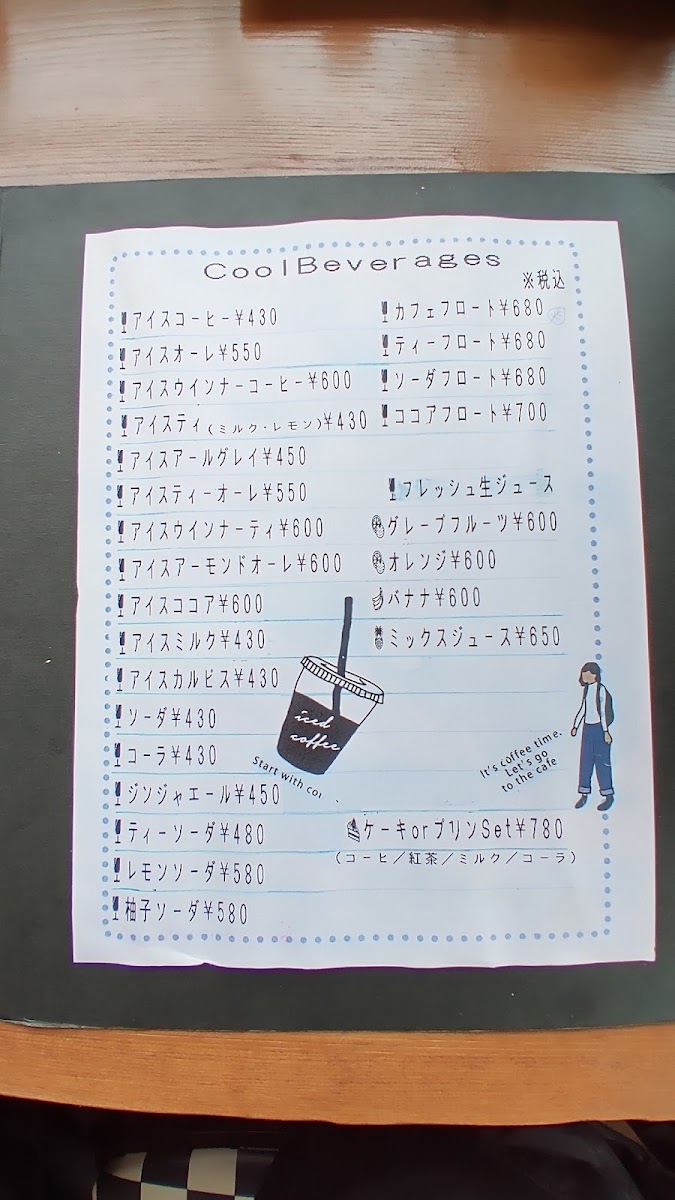 CoolBeverages
※税込
アイスコーヒー¥430
アイスオーレ¥550
アイスウインナーコーヒー¥600
アイスティ(ミルク・レモン)¥430
アイスアールグレイ¥450
アイスティーオーレ¥550
アイスウインナーティ¥600
アイスアーモンドオーレ¥600
アイスココア¥600
アイスミルク¥430
アイスカルピス¥430
ソーダ¥430
コーラ¥430
ジンジャエール¥450
ティーソーダ¥480
レモンソーダ¥580
柚子ソーダ¥580
カフェフロート¥680
ティーフロート¥680
ソーダフロート¥680
ココアフロート¥700
フレッシュ生ジュース
グレープフルーツ¥600
オレンジ¥600
バナナ¥600
ミックスジュース¥650
iced
coffee
Start with
It's coffee time.
Let's go
to the cafe
ケーキorプリンSet¥780
(コーヒ/紅茶/ミルク/コーラ)